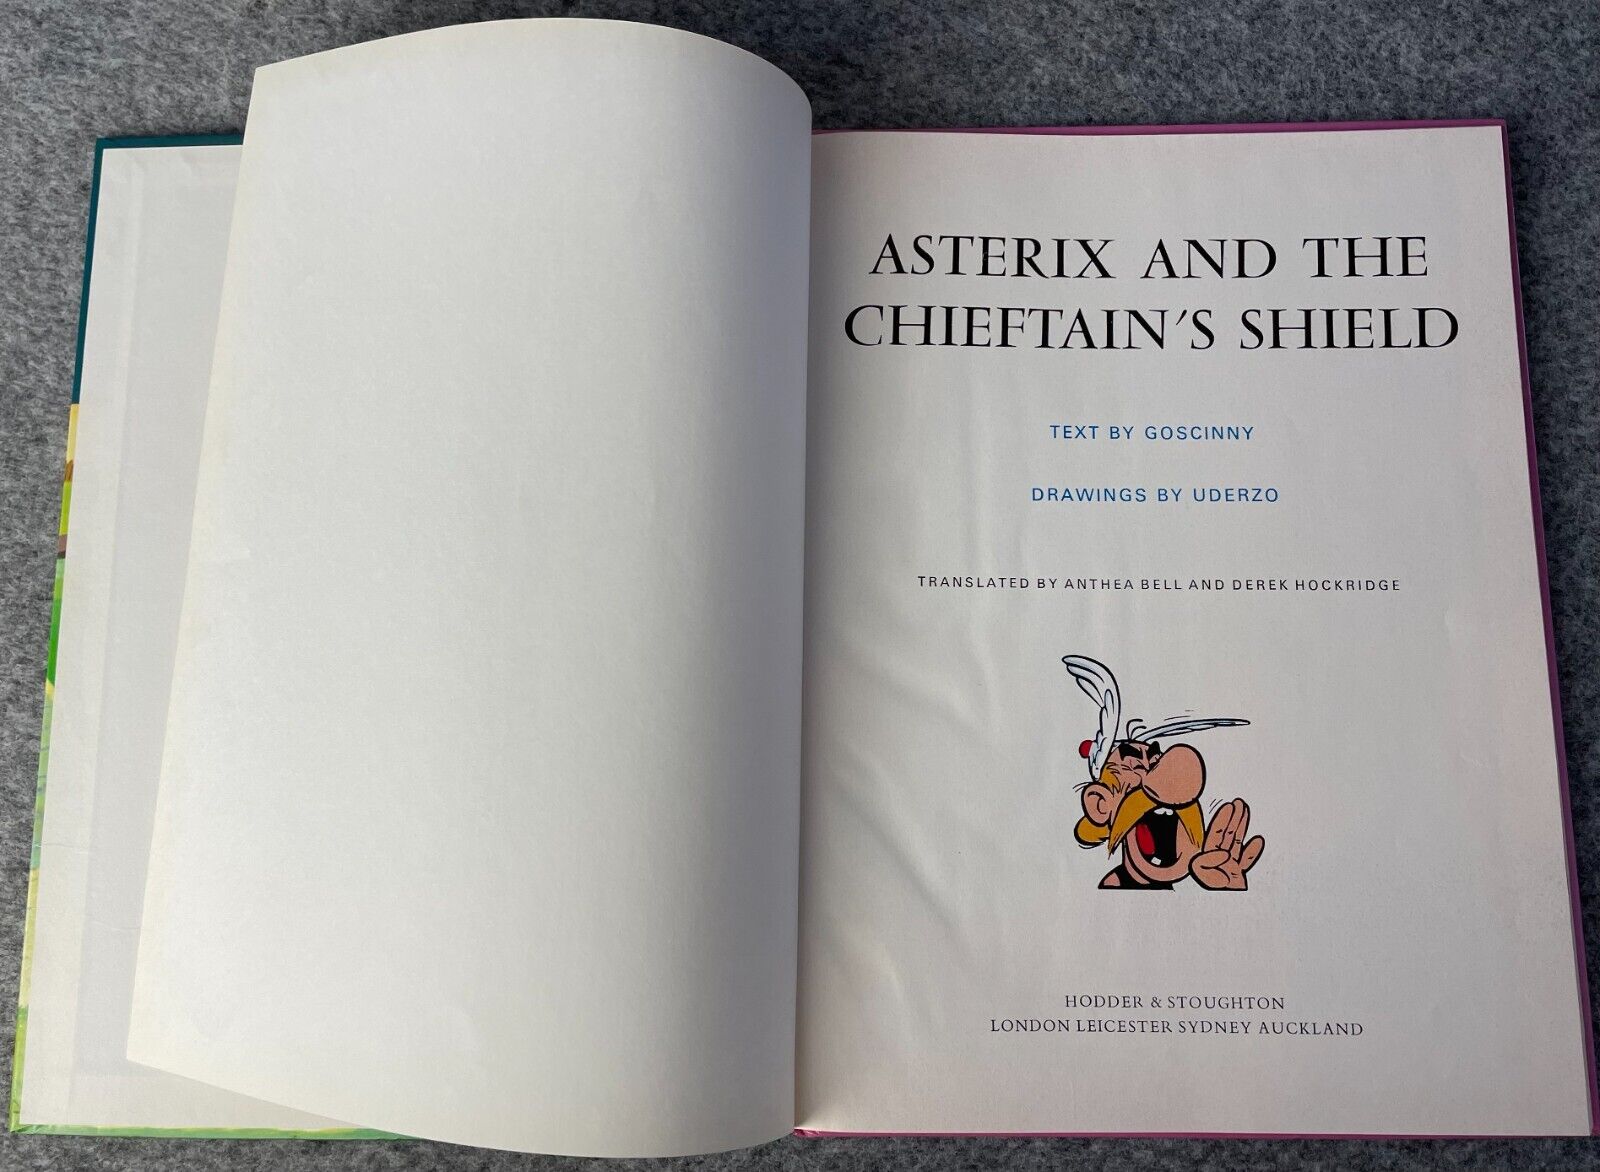 ASTERIX AND THE
CHIEFTAIN'S SHIELD
TEXT BY GOSCINNY
DRAWINGS BY UDERZO
TRANSLATED BY ANTHEA BELL AND DEREK HOCKRIDGE
HODDER & STOUGHTON
LONDON LEICESTER SYDNEY AUCKLAND